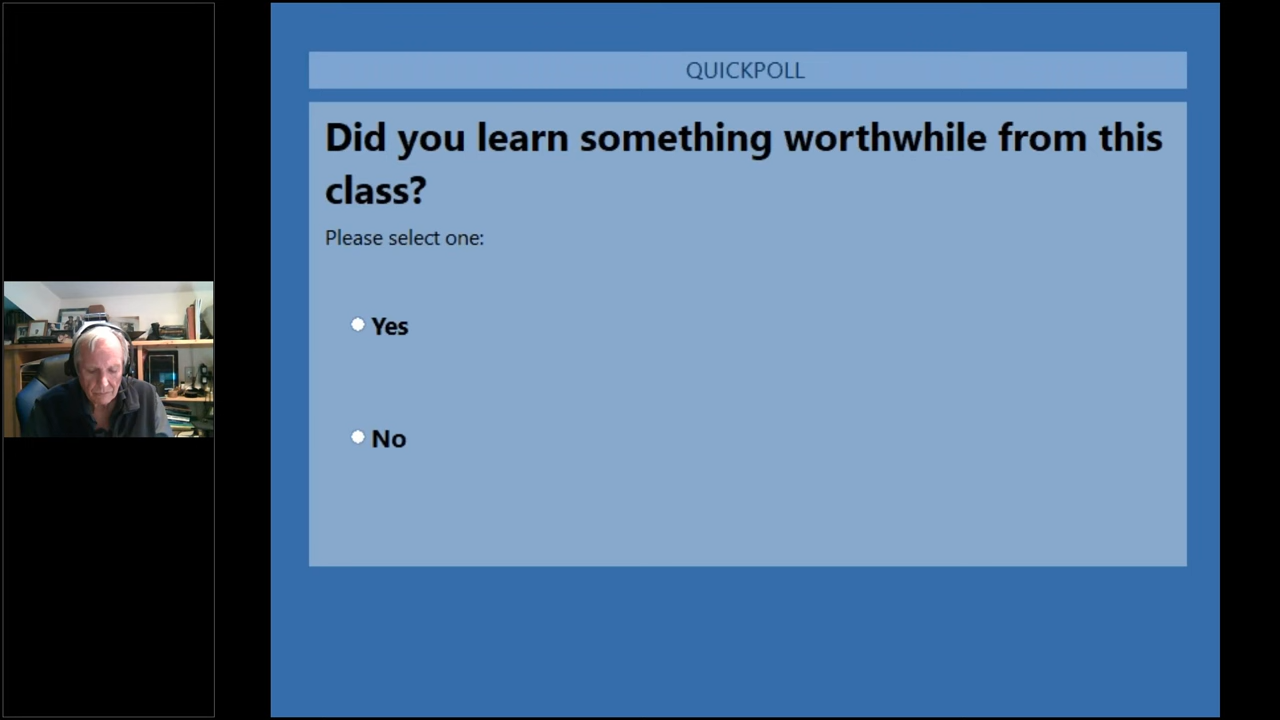 QUICKPOLL
Did you learn something worthwhile from this
class?
Please select one:
Yes
No